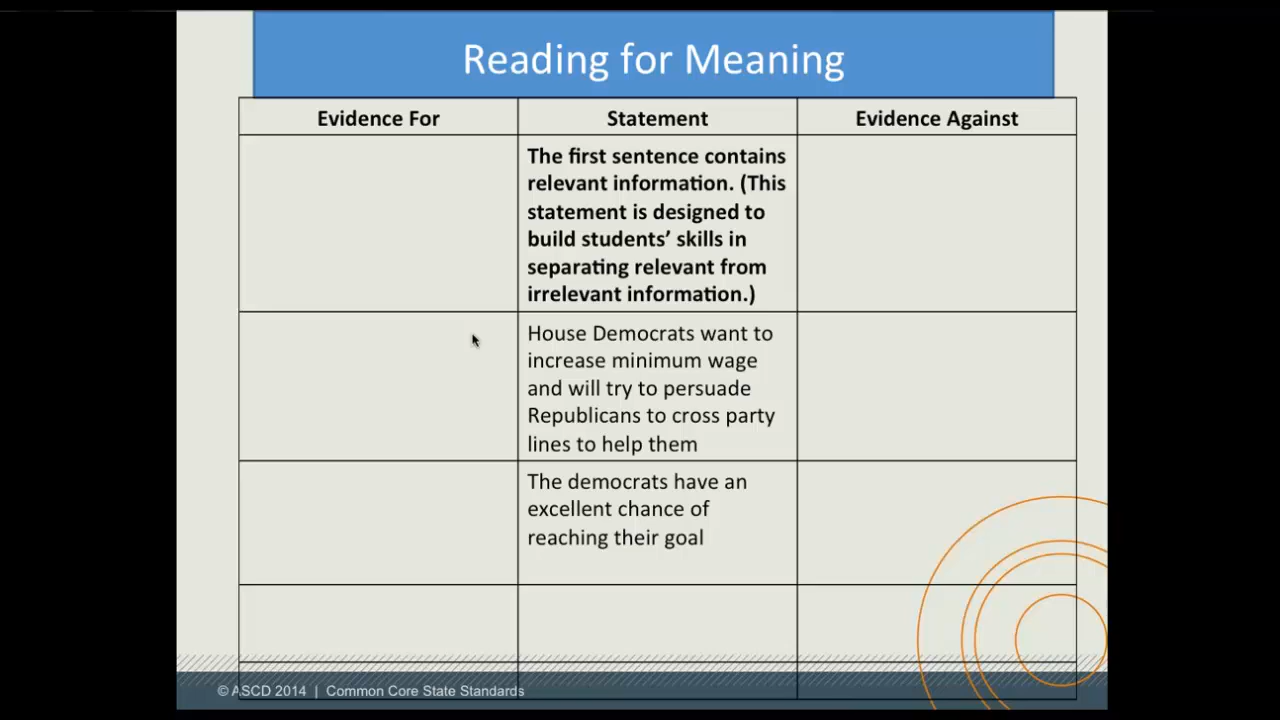 Reading for Meaning
Evidence For
Statement
Evidence Against
The first sentence contains
relevant information. (This
statement is designed to
build students’ skills in
separating relevant from
irrelevant information.)
House Democrats want to
increase minimum wage
and will try to persuade
Republicans to cross party
lines to help them
The democrats have an
excellent chance of
reaching their goal
© ASCD 2014 | Common Core State Standards